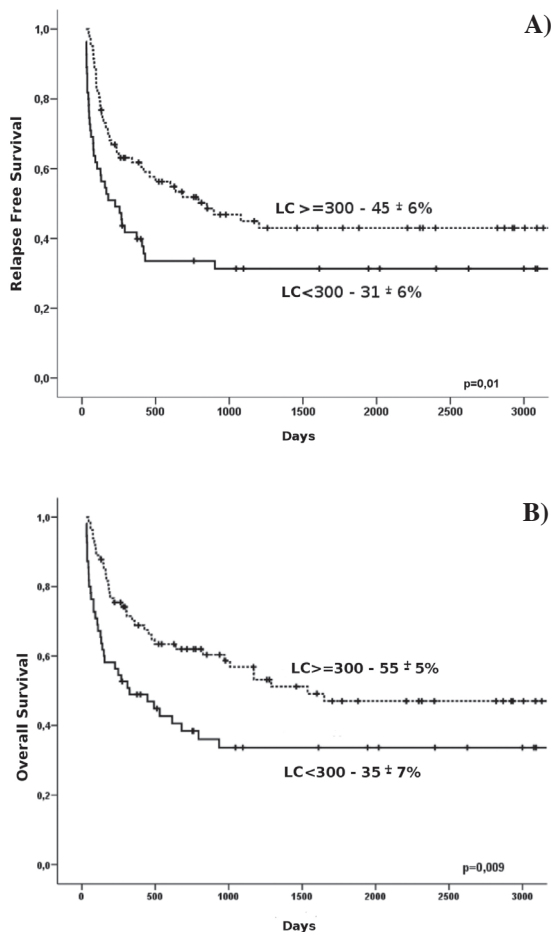 A)
1,0
0,8
0,6
0,4
0,2
0,0
Relapse Free Survival
LC >=300 - 45 ± 6%
LC<300 - 31 ± 6%
p=0,01
0 500 1000 1500 2000 2500 3000
Days
B)
1,0
0,8
0,6
0,4
0,2
0,0
Overall Survival
LC>=300 - 55 ± 5%
LC<300 - 35 ± 7%
p=0,009
0 500 1000 1500 2000 2500 3000
Days